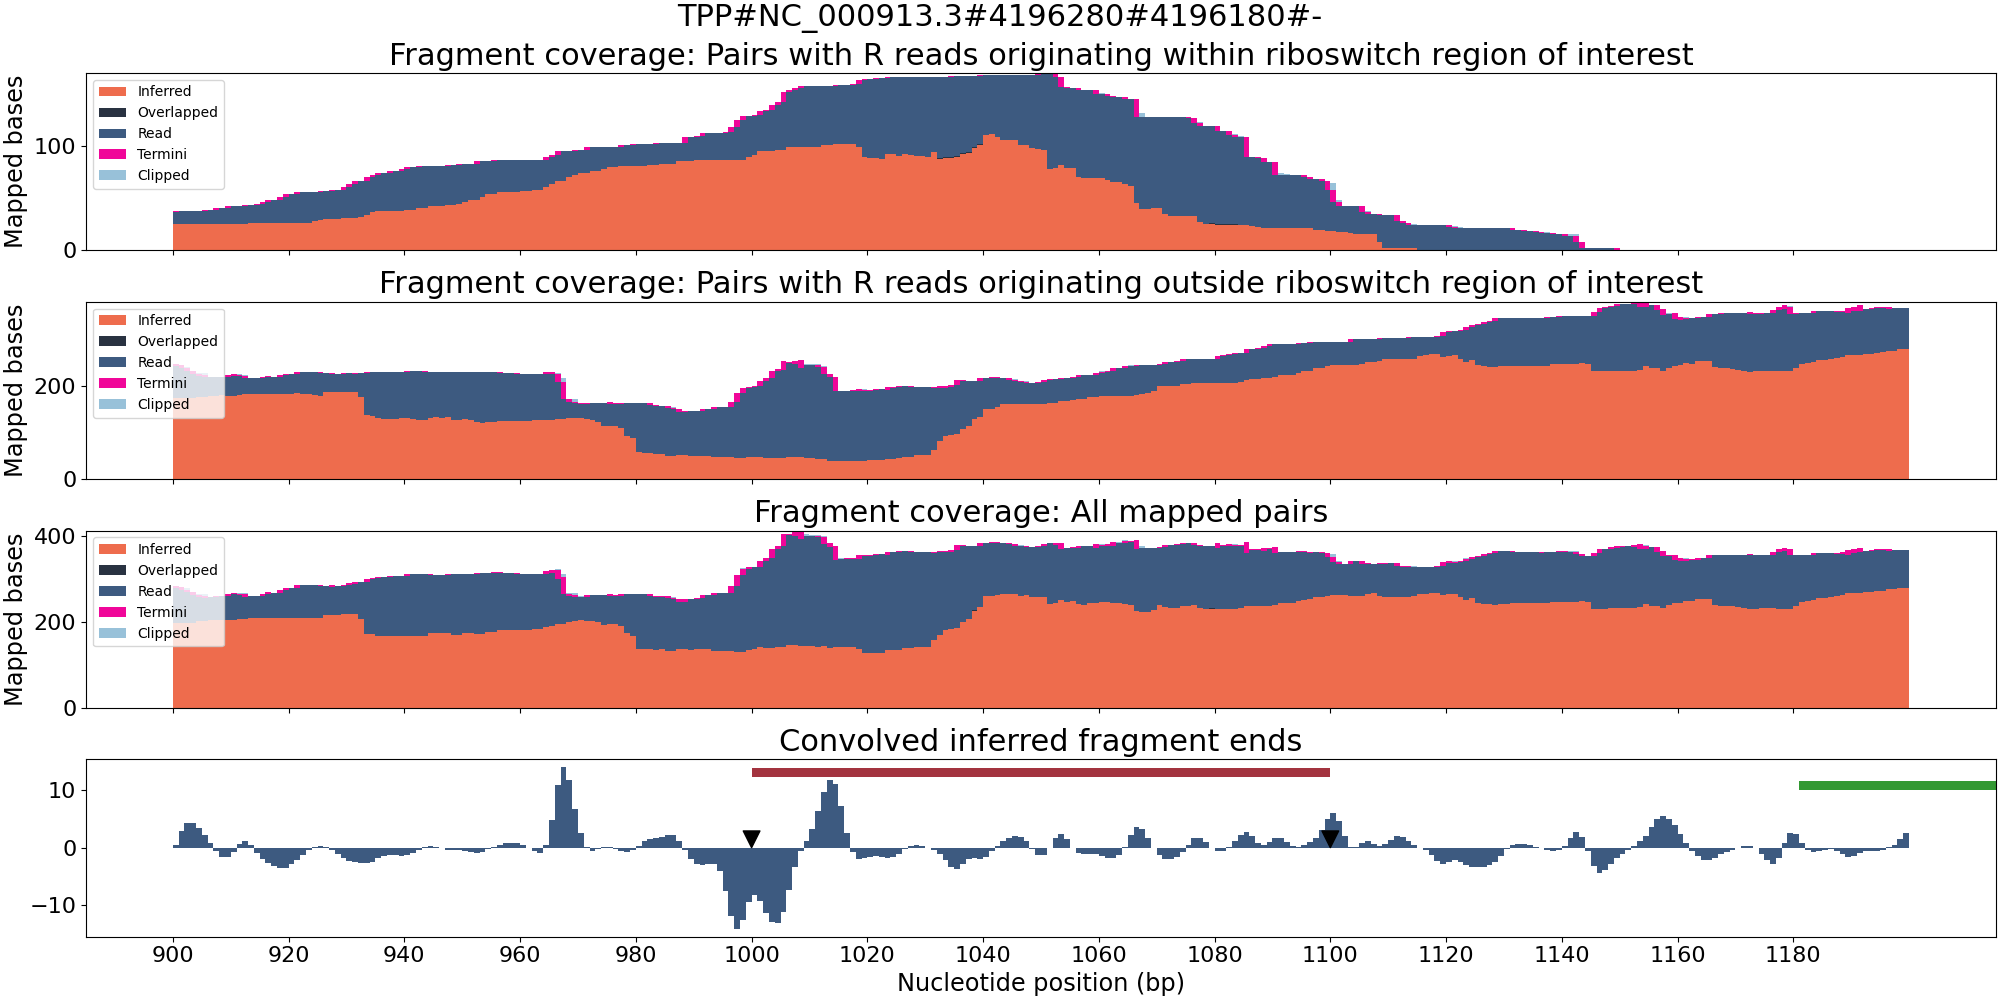 TPP#NC_000913.3#4196280#4196180#-
Fragment coverage: Pairs with R reads originating within riboswitch region of interest
Mapped bases
100
0
Inferred
Overlapped
Read
Termini
Clipped
Fragment coverage: Pairs with R reads originating outside riboswitch region of interest
Mapped bases
200
0
Inferred
Overlapped
Read
Termini
Clipped
Fragment coverage: All mapped pairs
Mapped bases
400
200
0
Inferred
Overlapped
Read
Termini
Clipped
Convolved inferred fragment ends
10
0
−10
900 920 940 960 980 1000 1020 1040 1060 1080 1100 1120 1140 1160 1180
Nucleotide position (bp)